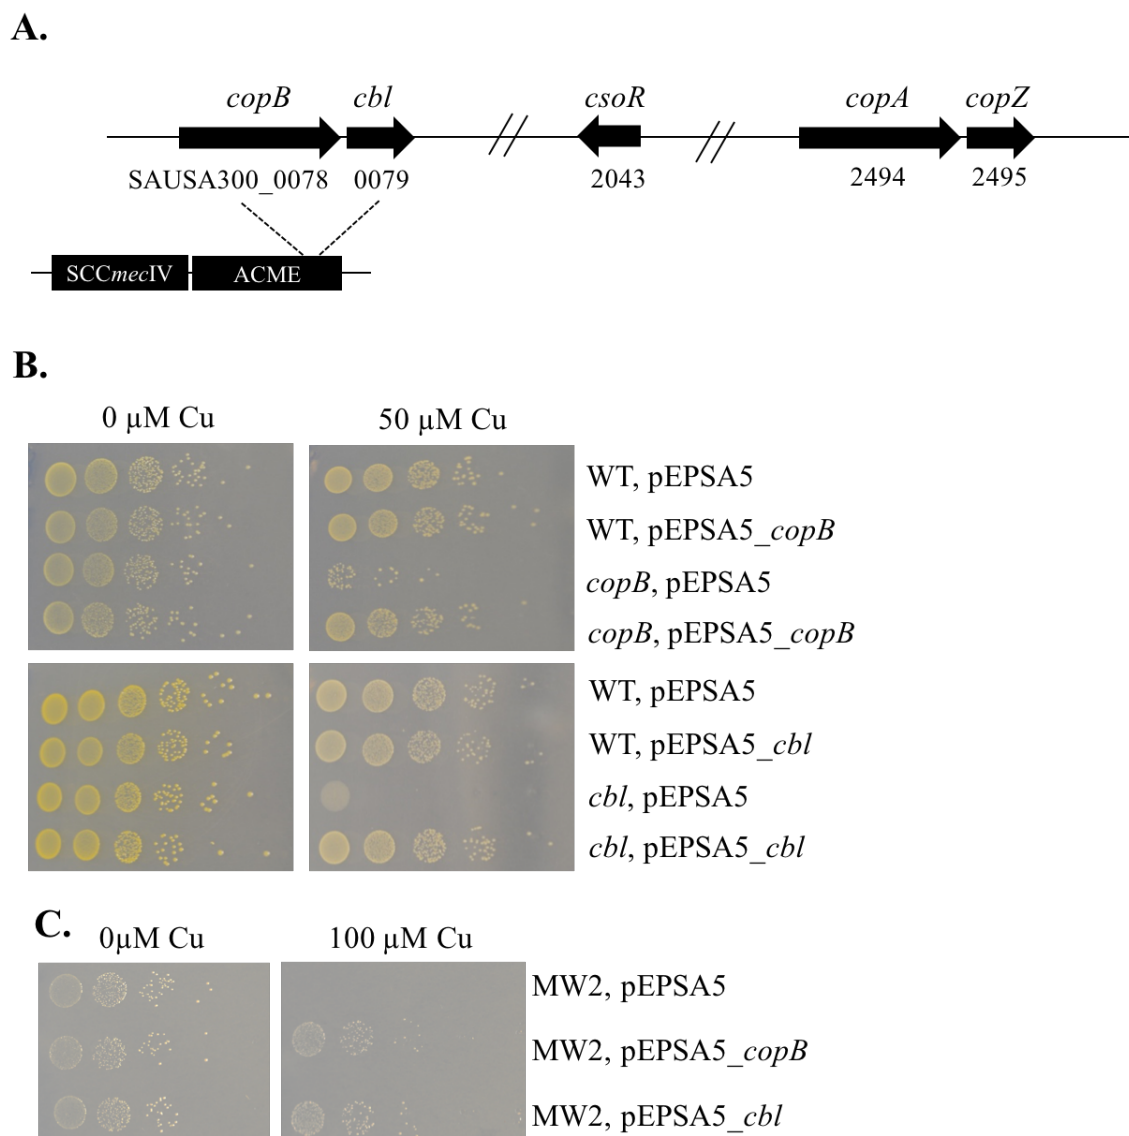 A.
copB cbl csoR copA copZ
SAUSA300_0078 0079 2043 2494 2495
SCCmecIV ACME
B.
0 µM Cu 50 µM Cu
WT, pEPSA5
WT, pEPSA5_copB
copB, pEPSA5
copB, pEPSA5_copB
WT, pEPSA5
WT, pEPSA5_cbl
cbl, pEPSA5
cbl, pEPSA5_cbl
C.
0µM Cu 100 µM Cu
MW2, pEPSA5
MW2, pEPSA5_copB
MW2, pEPSA5_cbl